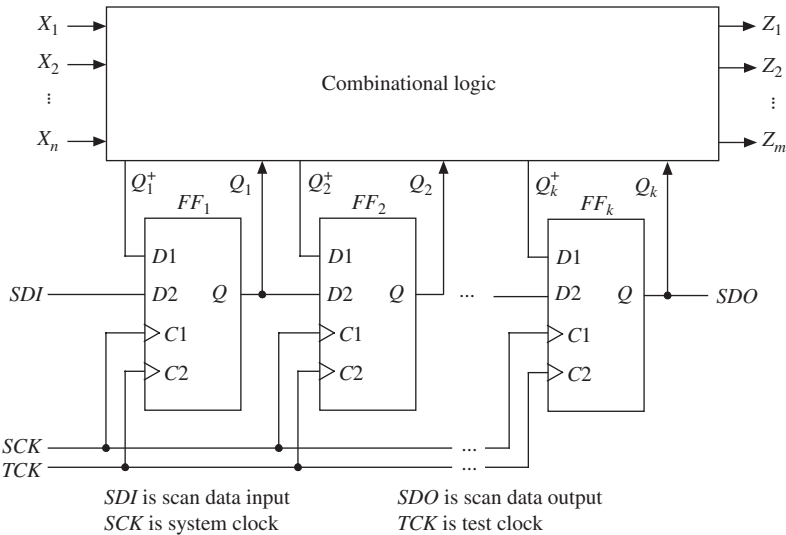 X1 Z1
X2 Z2
Combinational logic
⋮ ⋮
Xn Zm
Q1+ Q1 Q2+ Q2 Qk+ Qk
FF1 FF2 FFk
D1 D1 D1
SDI D2 Q D2 Q ... D2 Q SDO
C1 C1 C1
C2 C2 C2
SCK ...
TCK ...
SDI is scan data input SDO is scan data output
SCK is system clock TCK is test clock